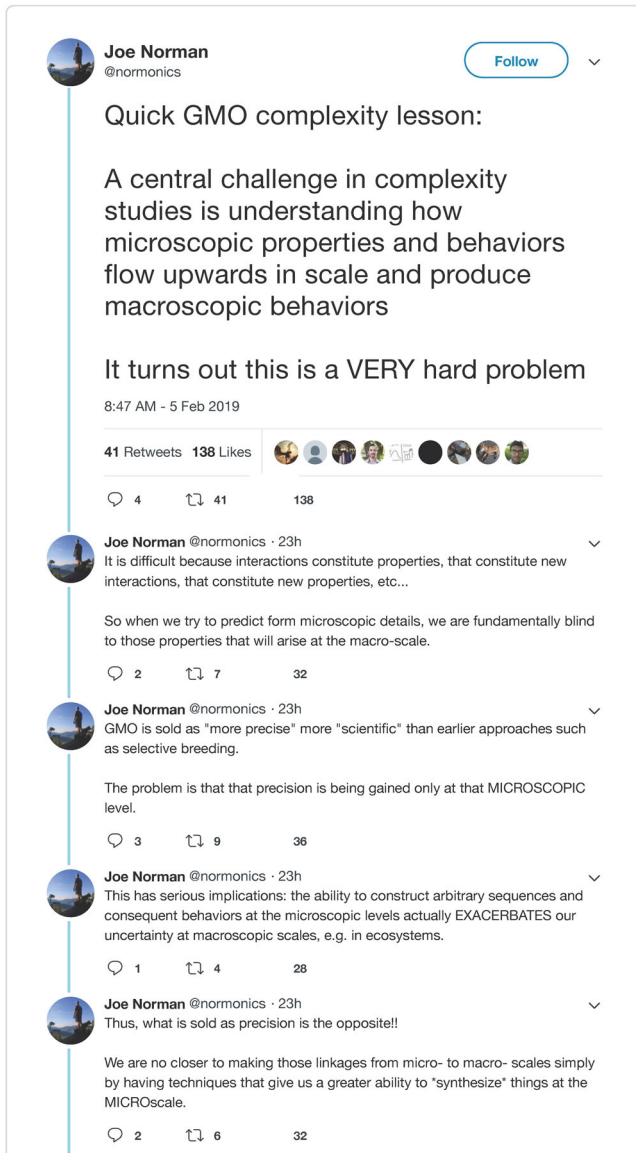 Joe Norman
@normonics
Follow
Quick GMO complexity lesson:
A central challenge in complexity
studies is understanding how
microscopic properties and behaviors
flow upwards in scale and produce
macroscopic behaviors
It turns out this is a VERY hard problem
8:47 AM - 5 Feb 2019
41 Retweets 138 Likes
4 41 138
Joe Norman @normonics · 23h
It is difficult because interactions constitute properties, that constitute new
interactions, that constitute new properties, etc...
So when we try to predict form microscopic details, we are fundamentally blind
to those properties that will arise at the macro-scale.
2 7 32
Joe Norman @normonics · 23h
GMO is sold as "more precise" more "scientific" than earlier approaches such
as selective breeding.
The problem is that that precision is being gained only at that MICROSCOPIC
level.
3 9 36
Joe Norman @normonics · 23h
This has serious implications: the ability to construct arbitrary sequences and
consequent behaviors at the microscopic levels actually EXACERBATES our
uncertainty at macroscopic scales, e.g. in ecosystems.
1 4 28
Joe Norman @normonics · 23h
Thus, what is sold as precision is the opposite!!
We are no closer to making those linkages from micro- to macro- scales simply
by having techniques that give us a greater ability to *synthesize* things at the
MICROscale.
2 6 32